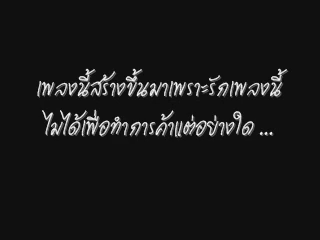 เพลงนี้สร้างขึ้นมาเพราะรักเพลงนี้
ไม่ได้เพื่อทำการค้าแต่อย่างใด ...